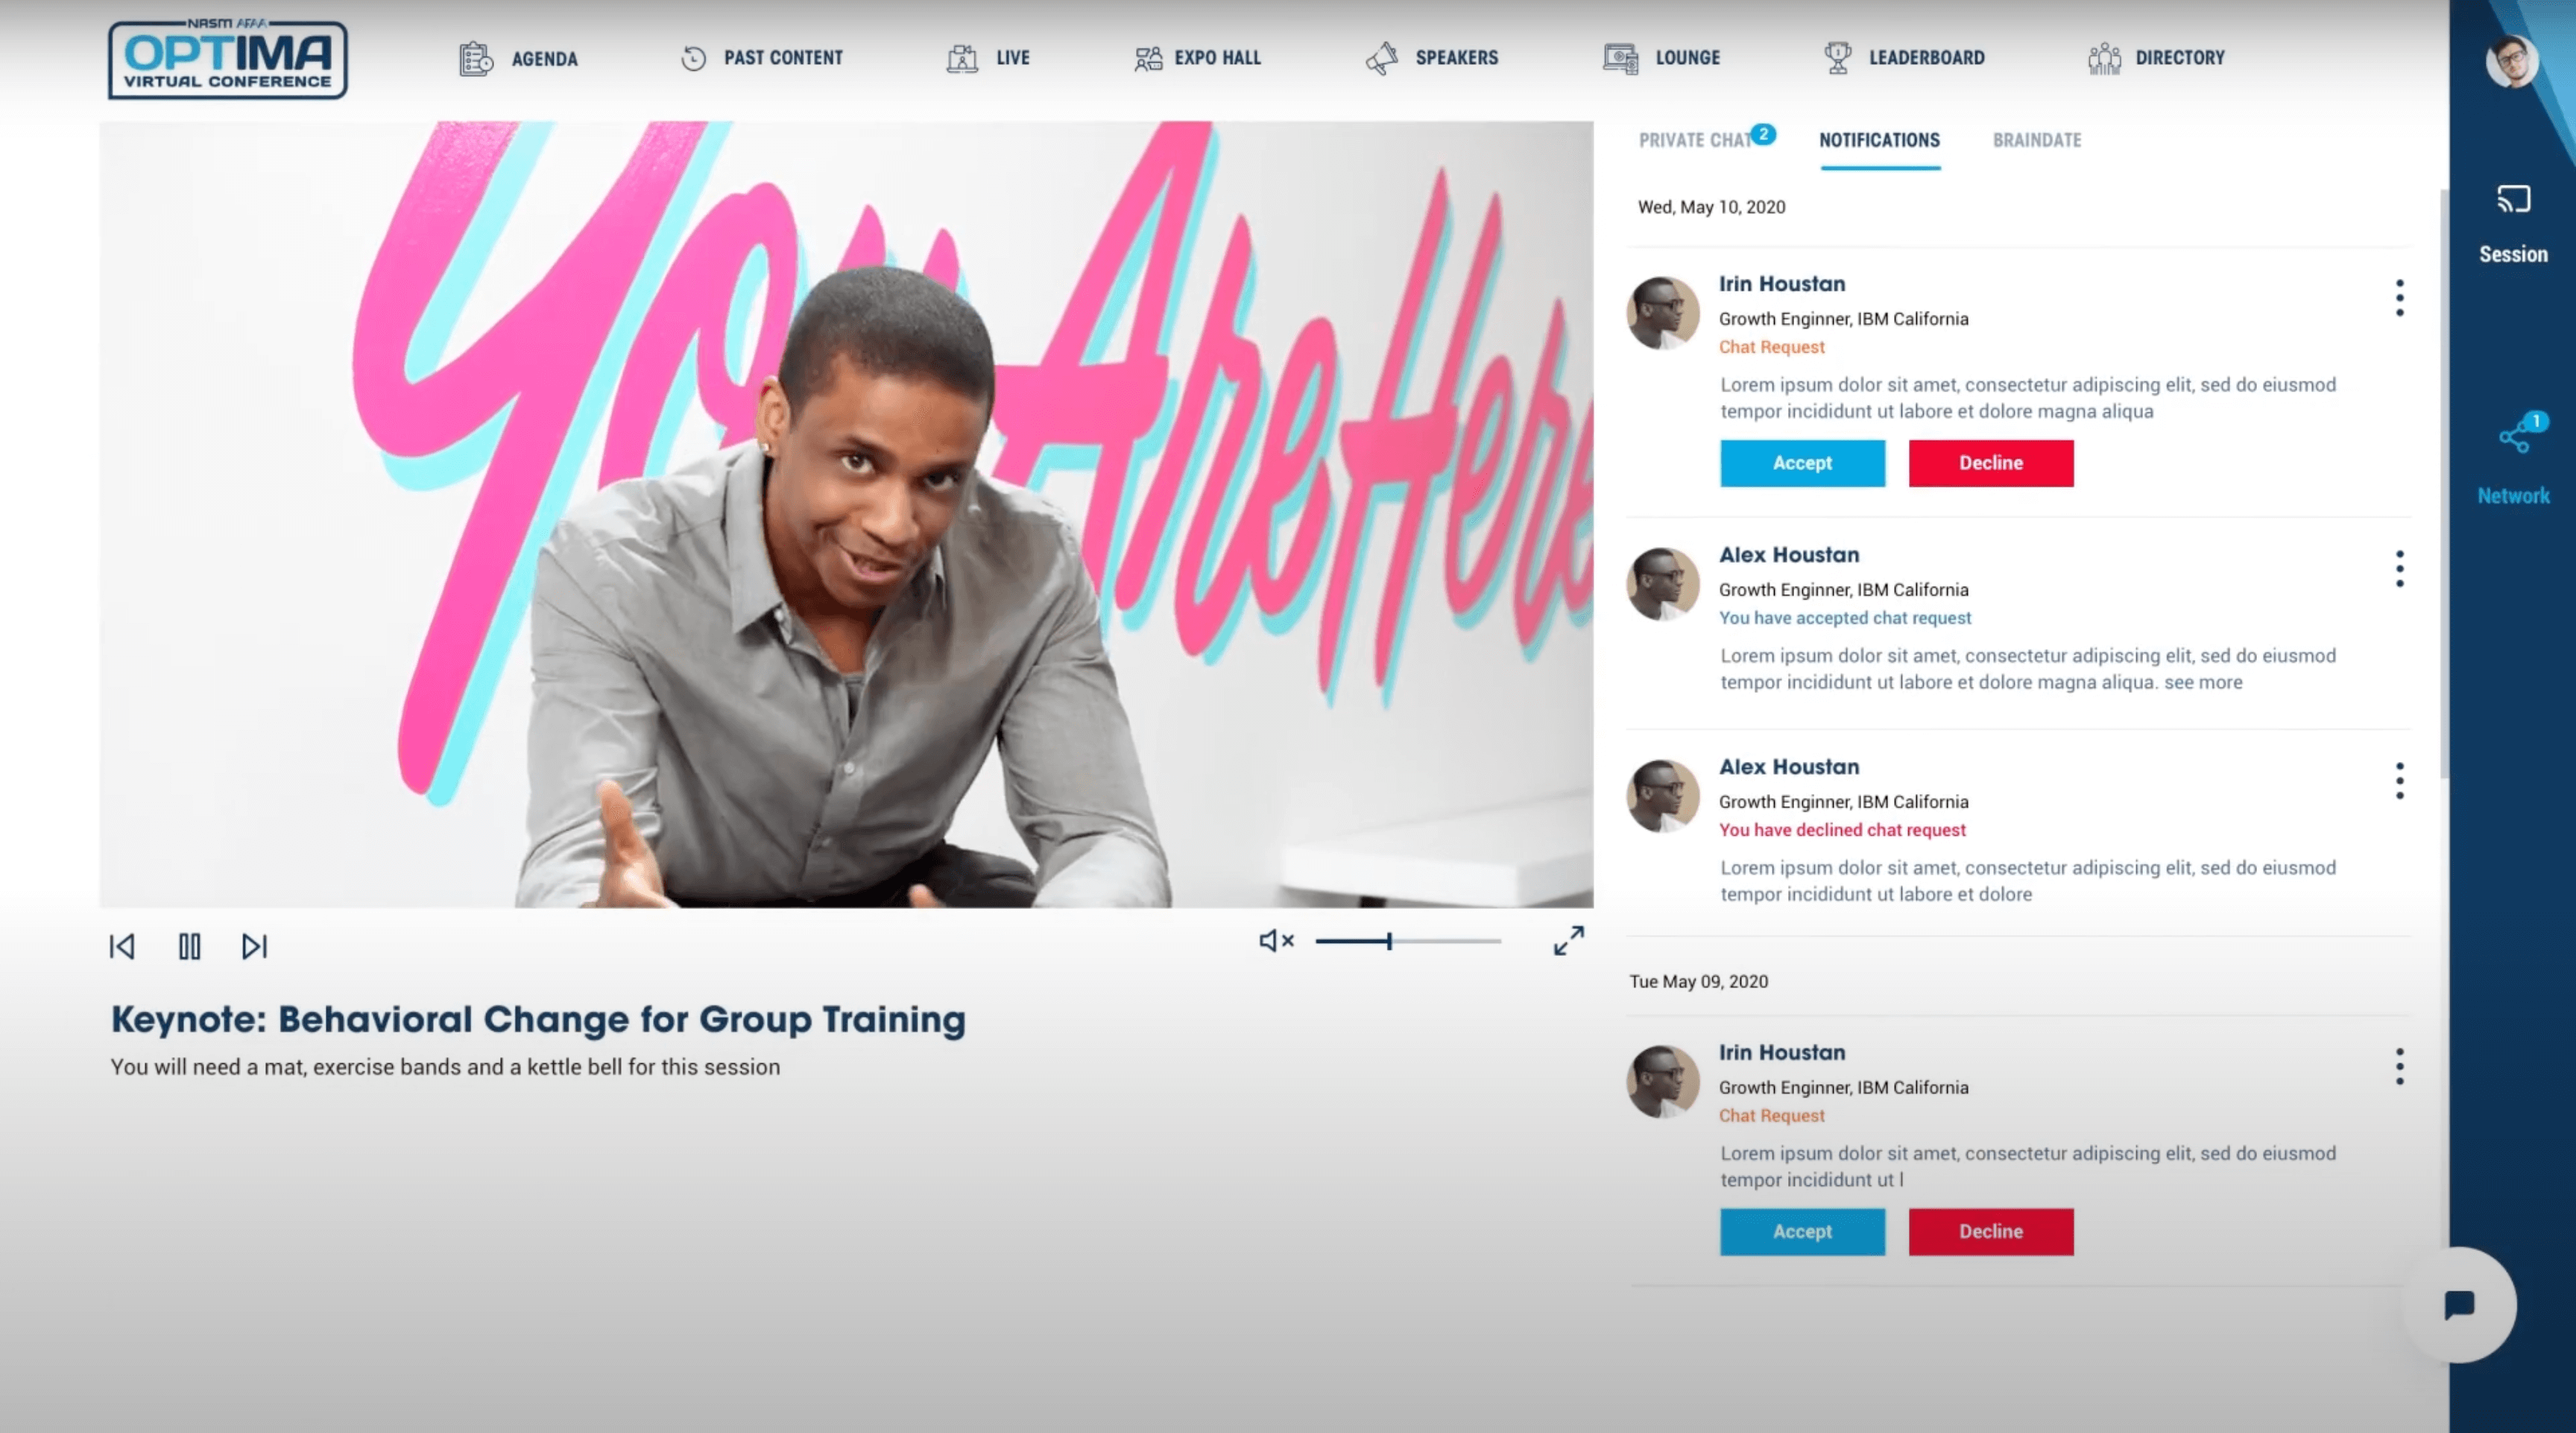 NASM AFAA
OPTIMA
VIRTUAL CONFERENCE
AGENDA
PAST CONTENT
LIVE
EXPO HALL
SPEAKERS
LOUNGE
LEADERBOARD
DIRECTORY
You Are Here
Keynote: Behavioral Change for Group Training
You will need a mat, exercise bands and a kettle bell for this session
PRIVATE CHAT 2
NOTIFICATIONS
BRAINDATE
Wed, May 10, 2020
Irin Houstan
Growth Enginner, IBM California
Chat Request
Lorem ipsum dolor sit amet, consectetur adipiscing elit, sed do eiusmod
tempor incididunt ut labore et dolore magna aliqua
Accept
Decline
Alex Houstan
Growth Enginner, IBM California
You have accepted chat request
Lorem ipsum dolor sit amet, consectetur adipiscing elit, sed do eiusmod
tempor incididunt ut labore et dolore magna aliqua. see more
Alex Houstan
Growth Enginner, IBM California
You have declined chat request
Lorem ipsum dolor sit amet, consectetur adipiscing elit, sed do eiusmod
tempor incididunt ut labore et dolore
Tue May 09, 2020
Irin Houstan
Growth Enginner, IBM California
Chat Request
Lorem ipsum dolor sit amet, consectetur adipiscing elit, sed do eiusmod
tempor incididunt ut l
Accept
Decline
Session
1
Network